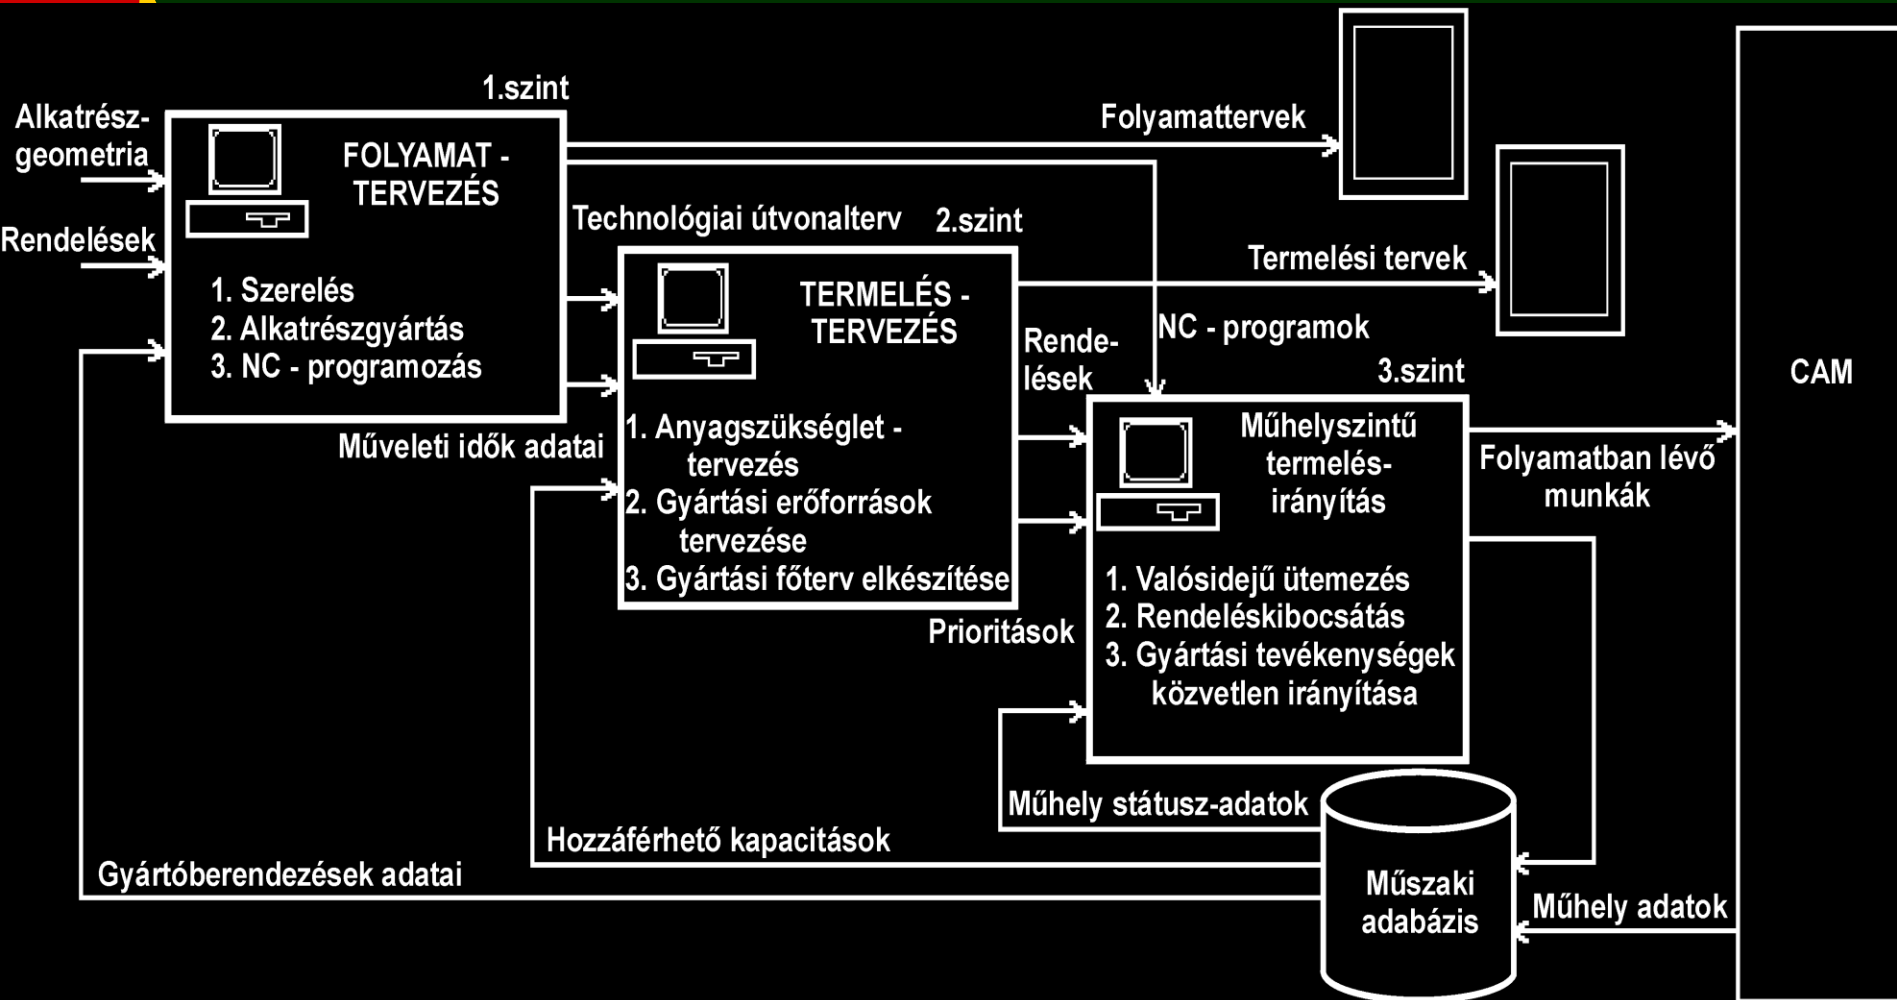 1.szint
Alkatrész-
geometria
Rendelések
FOLYAMAT -
TERVEZÉS
1. Szerelés
2. Alkatrészgyártás
3. NC - programozás
Folyamattervek
Technológiai útvonalterv
2.szint
Műveleti idők adatai
TERMELÉS -
TERVEZÉS
1. Anyagszükséglet -
tervezés
2. Gyártási erőforrások
tervezése
3. Gyártási főterv elkészítése
Termelési tervek
NC - programok
Rende-
lések
Prioritások
3.szint
Műhelyszintű
termelés-
irányítás
1. Valósidejű ütemezés
2. Rendeléskibocsátás
3. Gyártási tevékenységek
közvetlen irányítása
Folyamatban lévő
munkák
CAM
Műhely státusz-adatok
Hozzáférhető kapacitások
Gyártóberendezések adatai
Műszaki
adabázis
Műhely adatok